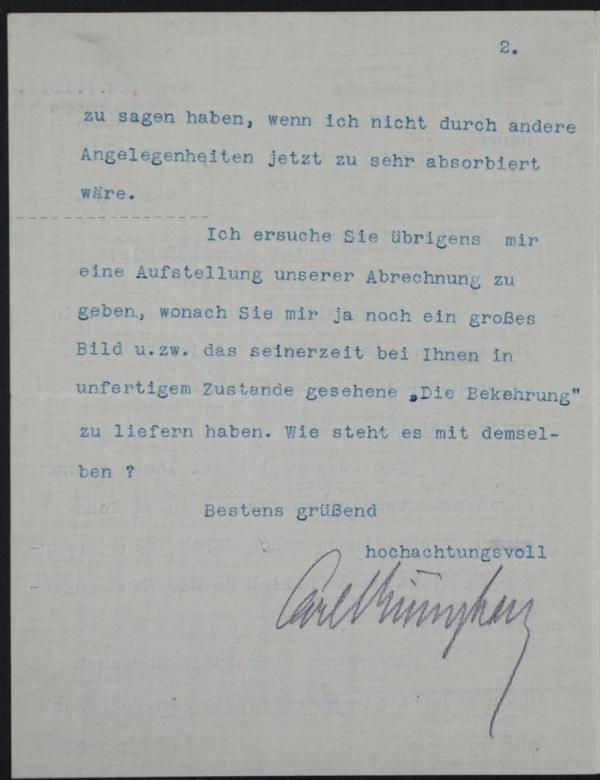 2.
zu sagen haben, wenn ich nicht durch andere
Angelegenheiten jetzt zu sehr absorbiert
wäre.
Ich ersuche Sie übrigens mir
eine Aufstellung unserer Abrechnung zu
geben, wonach Sie mir ja noch ein großes
Bild u.zw. das seinerzeit bei Ihnen in
unfertigem Zustande gesehene „Die Bekehrung"
zu liefern haben. Wie steht es mit demsel-
ben ?
Bestens grüßend
hochachtungsvoll
Carl